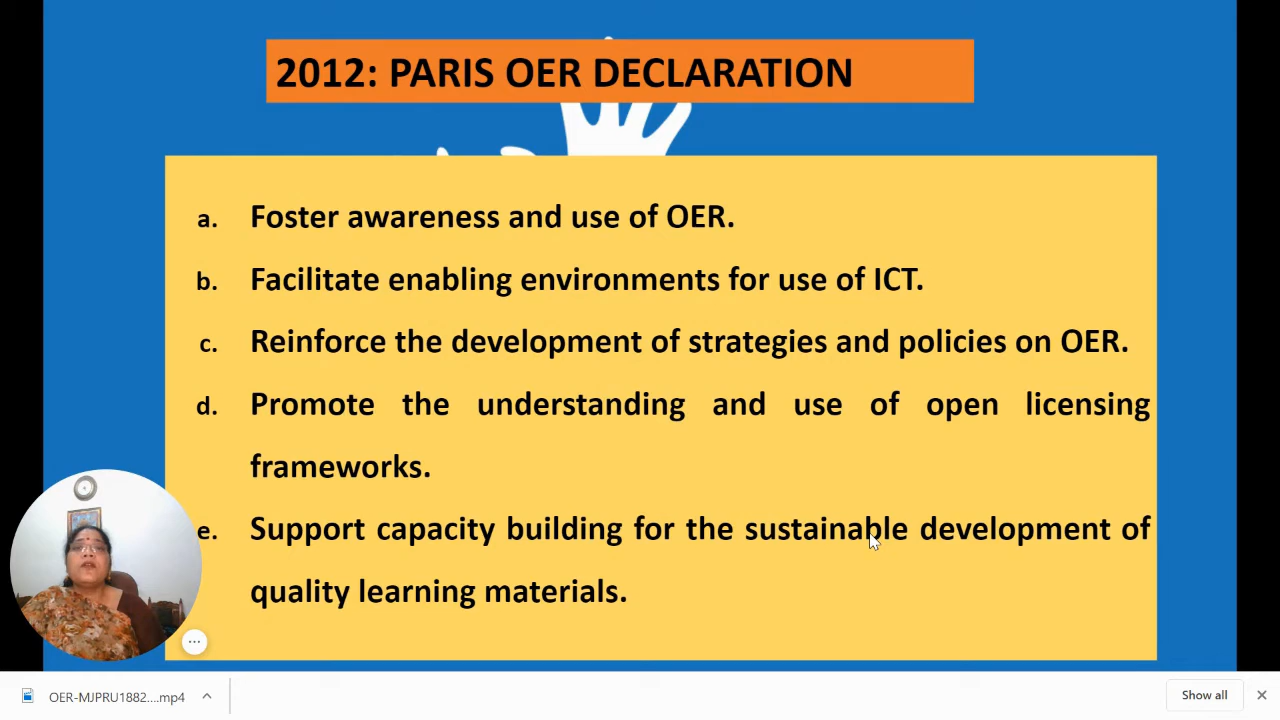 2012: PARIS OER DECLARATION
a. Foster awareness and use of OER.
b. Facilitate enabling environments for use of ICT.
c. Reinforce the development of strategies and policies on OER.
d. Promote the understanding and use of open licensing
frameworks.
e. Support capacity building for the sustainable development of
quality learning materials.
OER-MJPRU1882....mp4
Show all